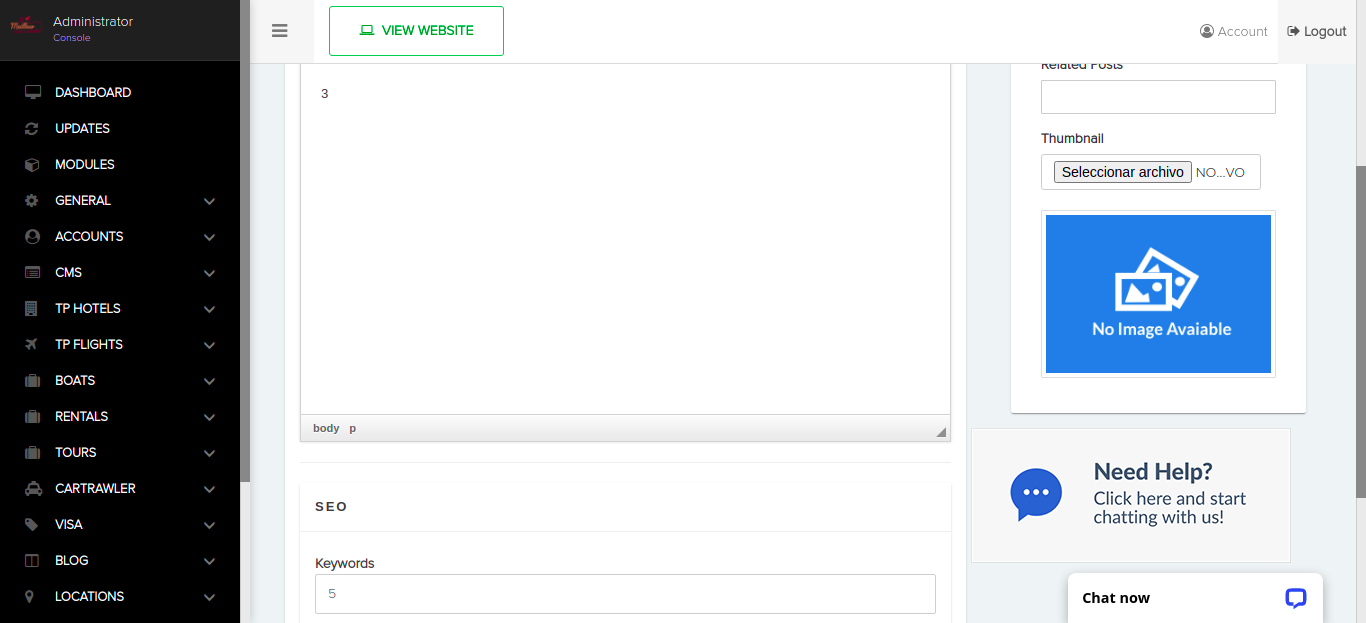 Administrator
Console
VIEW WEBSITE
Account
Logout
DASHBOARD
UPDATES
MODULES
GENERAL
ACCOUNTS
CMS
TP HOTELS
TP FLIGHTS
BOATS
RENTALS
TOURS
CARTRAWLER
VISA
BLOG
LOCATIONS
3
body p
SEO
Keywords
5
Related Posts
Thumbnail
Seleccionar archivo NO...VO
No Image Avaiable
Need Help?
Click here and start
chatting with us!
Chat now